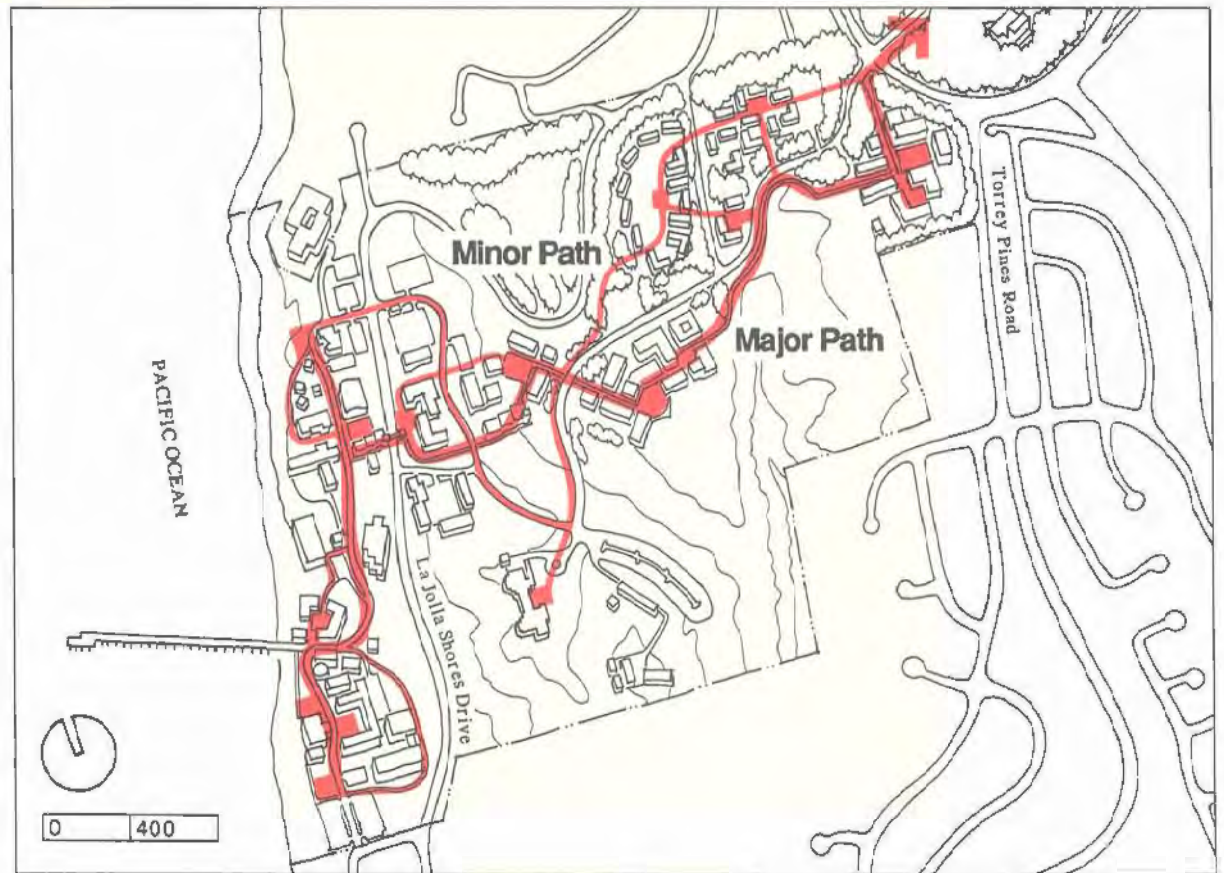 Minor Path
Major Path
Torrey Pines Road
PACIFIC OCEAN
La Jolla Shores Drive
0 400